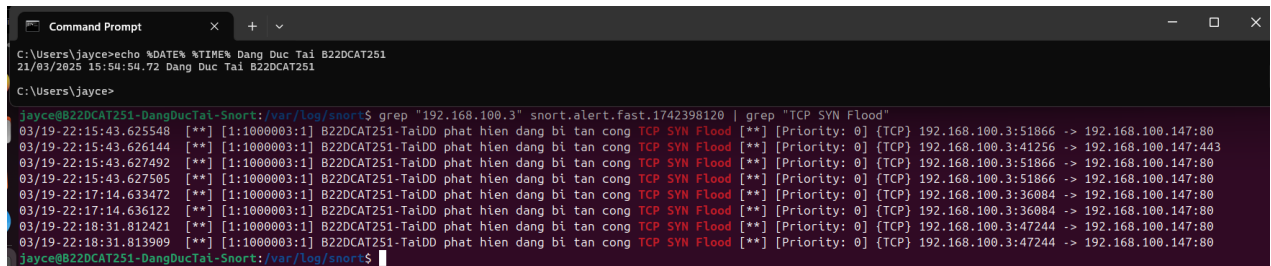 Command Prompt
C:\Users\jayce>echo %DATE% %TIME% Dang Duc Tai B22DCAT251
21/03/2025 15:54:54.72 Dang Duc Tai B22DCAT251
C:\Users\jayce>
jayce@B22DCAT251-DangDucTai-Snort:/var/log/snort$ grep "192.168.100.3" snort.alert.fast.1742398120 | grep "TCP SYN Flood"
03/19-22:15:43.625548 [**] [1:1000003:1] B22DCAT251-TaiDD phat hien dang bi tan cong TCP SYN Flood [**] [Priority: 0] {TCP} 192.168.100.3:51866 -> 192.168.100.147:80
03/19-22:15:43.626144 [**] [1:1000003:1] B22DCAT251-TaiDD phat hien dang bi tan cong TCP SYN Flood [**] [Priority: 0] {TCP} 192.168.100.3:41256 -> 192.168.100.147:443
03/19-22:15:43.627492 [**] [1:1000003:1] B22DCAT251-TaiDD phat hien dang bi tan cong TCP SYN Flood [**] [Priority: 0] {TCP} 192.168.100.3:51866 -> 192.168.100.147:80
03/19-22:15:43.627505 [**] [1:1000003:1] B22DCAT251-TaiDD phat hien dang bi tan cong TCP SYN Flood [**] [Priority: 0] {TCP} 192.168.100.3:51866 -> 192.168.100.147:80
03/19-22:17:14.633472 [**] [1:1000003:1] B22DCAT251-TaiDD phat hien dang bi tan cong TCP SYN Flood [**] [Priority: 0] {TCP} 192.168.100.3:36084 -> 192.168.100.147:80
03/19-22:17:14.636122 [**] [1:1000003:1] B22DCAT251-TaiDD phat hien dang bi tan cong TCP SYN Flood [**] [Priority: 0] {TCP} 192.168.100.3:36084 -> 192.168.100.147:80
03/19-22:18:31.812421 [**] [1:1000003:1] B22DCAT251-TaiDD phat hien dang bi tan cong TCP SYN Flood [**] [Priority: 0] {TCP} 192.168.100.3:47244 -> 192.168.100.147:80
03/19-22:18:31.813909 [**] [1:1000003:1] B22DCAT251-TaiDD phat hien dang bi tan cong TCP SYN Flood [**] [Priority: 0] {TCP} 192.168.100.3:47244 -> 192.168.100.147:80
jayce@B22DCAT251-DangDucTai-Snort:/var/log/snort$